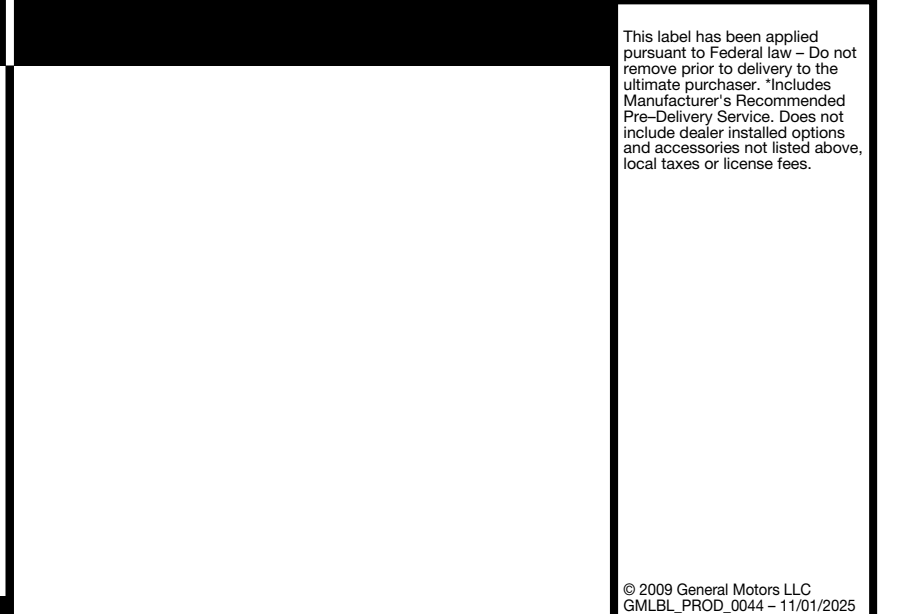 This label has been applied
pursuant to Federal law – Do not
remove prior to delivery to the
ultimate purchaser. *Includes
Manufacturer's Recommended
Pre–Delivery Service. Does not
include dealer installed options
and accessories not listed above,
local taxes or license fees.
© 2009 General Motors LLC
GMLBL_PROD_0044 – 11/01/2025